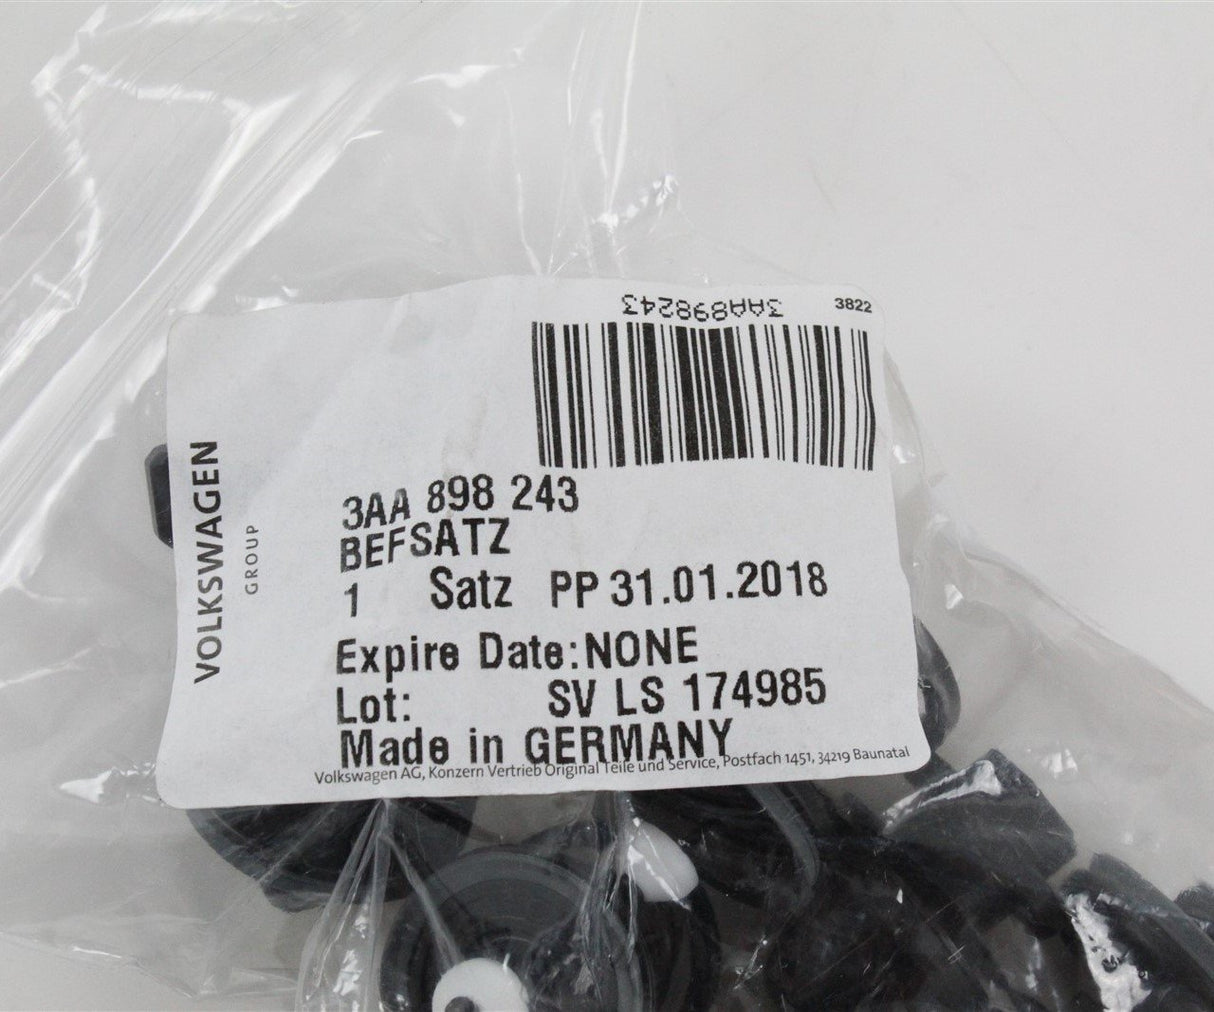 3AA898243
3822
VOLKSWAGEN
GROUP
3AA 898 243
BEFSATZ
1 Satz PP 31.01.2018
Expire Date:NONE
Lot: SV LS 174985
Made in GERMANY
Volkswagen AG, Konzern Vertrieb Original Teile und Service, Postfach 1451, 34219 Baunatal